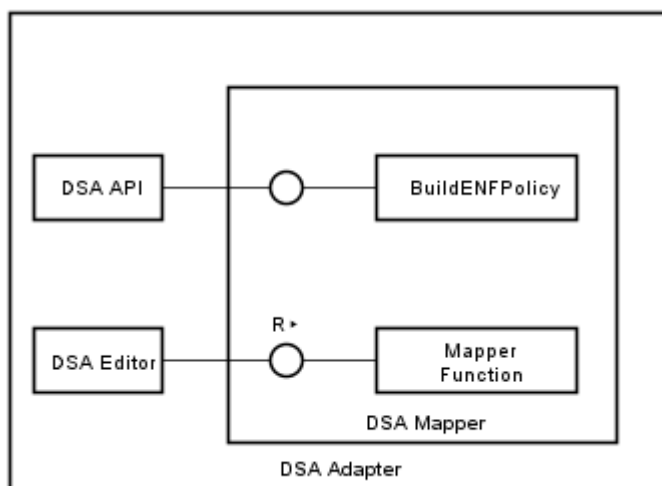 DSA API
BuildENFPolicy
R ▸
DSA Editor
Mapper
Function
DSA Mapper
DSA Adapter